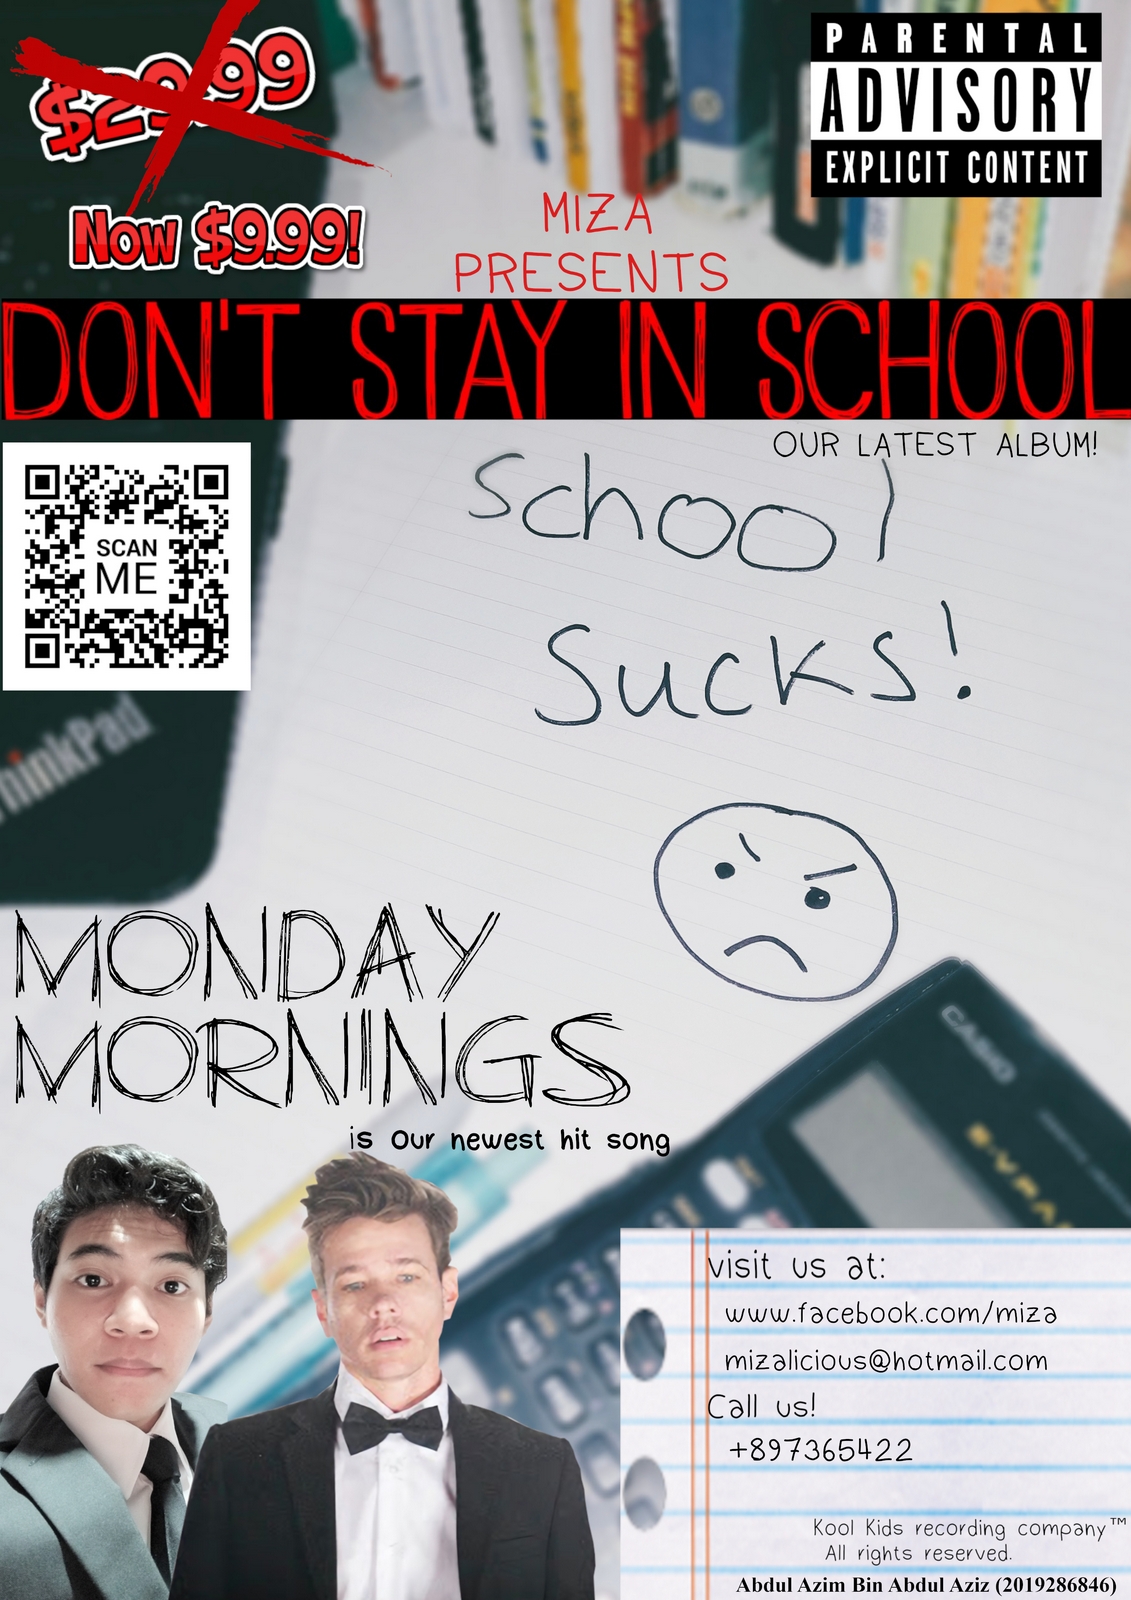 $29.99
Now $9.99!
PARENTAL
ADVISORY
EXPLICIT CONTENT
MIZA
PRESENTS
DON'T STAY IN SCHOOL
OUR LATEST ALBUM!
SCAN
ME
School
Sucks!
ThinkPad
MONDAY
MORNINGS
is our newest hit song
CASIO
visit us at:
www.facebook.com/miza
mizalicious@hotmail.com
Call us!
+897365422
Kool Kids recording company™
All rights reserved.
Abdul Azim Bin Abdul Aziz (2019286846)